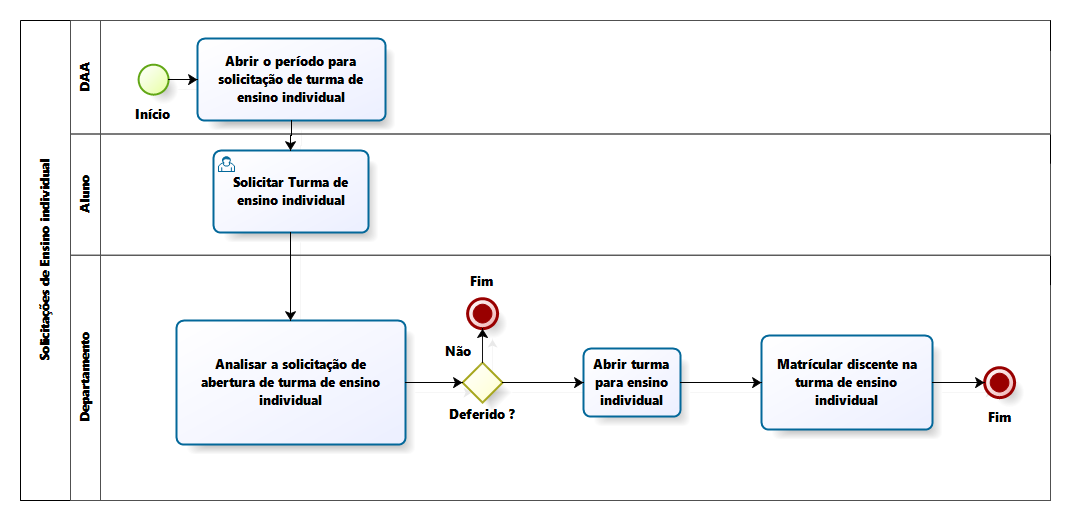 Solicitações de Ensino individual
DAA
Início
Abrir o período para
solicitação de turma de
ensino individual
Aluno
Solicitar Turma de
ensino individual
Departamento
Analisar a solicitação de
abertura de turma de ensino
individual
Fim
Não
Deferido ?
Abrir turma
para ensino
individual
Matrícular discente na
turma de ensino
individual
Fim